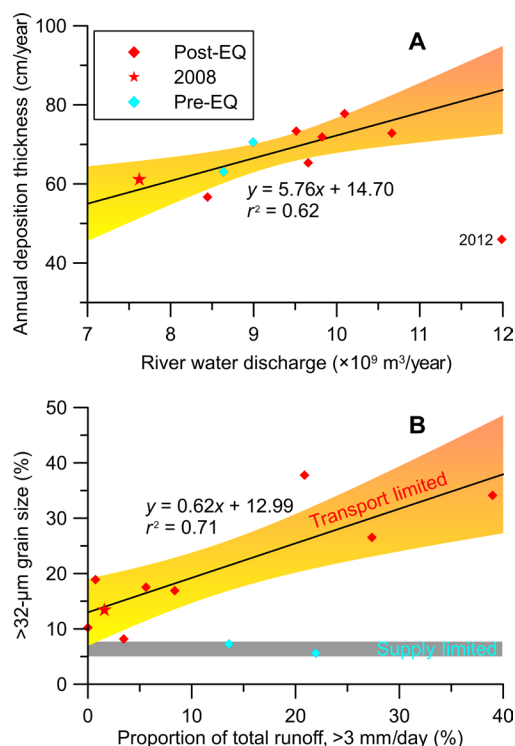 A
Post-EQ
2008
Pre-EQ
Annual deposition thickness (cm/year)
100
80
60
40
y = 5.76x + 14.70
r² = 0.62
2012
7 8 9 10 11 12
River water discharge (×10⁹ m³/year)
B
>32-μm grain size (%)
50
40
30
20
10
0
y = 0.62x + 12.99
r² = 0.71
Transport limited
Supply limited
0 10 20 30 40
Proportion of total runoff, >3 mm/day (%)